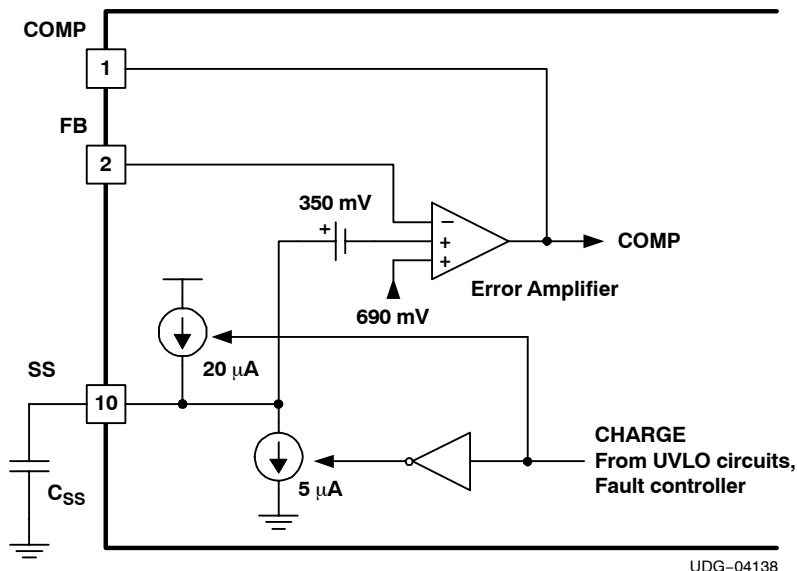 COMP
1
FB
2
350 mV
+
−
+
+
COMP
Error Amplifier
690 mV
20 μA
SS
10
CHARGE
From UVLO circuits,
Fault controller
5 μA
CSS
UDG−04138